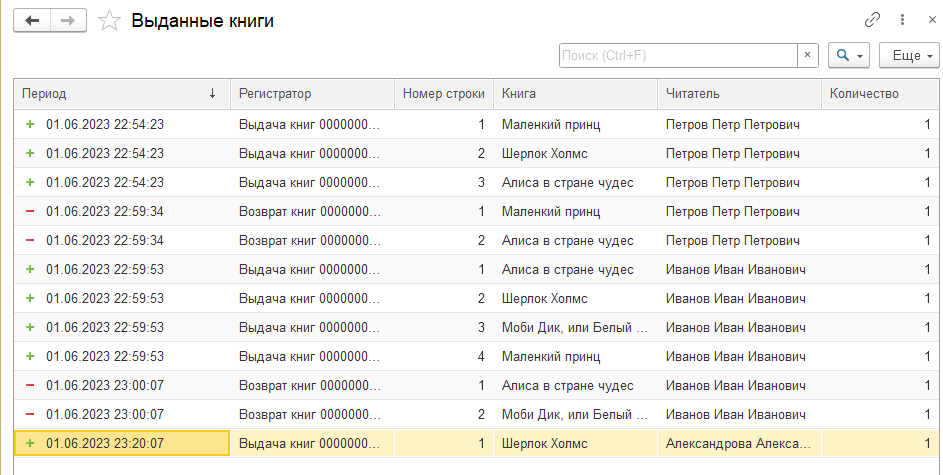 Выданные книги
Поиск (Ctrl+F) × Еще
Период ↓ Регистратор Номер строки Книга Читатель Количество
+ 01.06.2023 22:54:23 Выдача книг 0000000... 1 Маленкий принц Петров Петр Петрович 1
+ 01.06.2023 22:54:23 Выдача книг 0000000... 2 Шерлок Холмс Петров Петр Петрович 1
+ 01.06.2023 22:54:23 Выдача книг 0000000... 3 Алиса в стране чудес Петров Петр Петрович 1
− 01.06.2023 22:59:34 Возврат книг 0000000... 1 Маленкий принц Петров Петр Петрович 1
− 01.06.2023 22:59:34 Возврат книг 0000000... 2 Алиса в стране чудес Петров Петр Петрович 1
+ 01.06.2023 22:59:53 Выдача книг 0000000... 1 Алиса в стране чудес Иванов Иван Иванович 1
+ 01.06.2023 22:59:53 Выдача книг 0000000... 2 Шерлок Холмс Иванов Иван Иванович 1
+ 01.06.2023 22:59:53 Выдача книг 0000000... 3 Моби Дик, или Белый ... Иванов Иван Иванович 1
+ 01.06.2023 22:59:53 Выдача книг 0000000... 4 Маленкий принц Иванов Иван Иванович 1
− 01.06.2023 23:00:07 Возврат книг 0000000... 1 Алиса в стране чудес Иванов Иван Иванович 1
− 01.06.2023 23:00:07 Возврат книг 0000000... 2 Моби Дик, или Белый ... Иванов Иван Иванович 1
+ 01.06.2023 23:20:07 Выдача книг 0000000... 1 Шерлок Холмс Александрова Алекса... 1